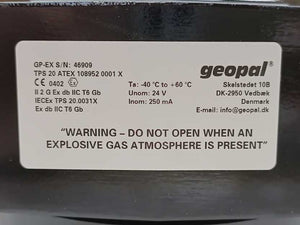 GP-EX S/N: 46909
TPS 20 ATEX 108952 0001 X
CE 0402 Ex
II 2 G Ex db IIC T6 Gb
IECEx TPS 20.0031X
Ex db IIC T6 Gb
Ta: -40 °C to +60 °C
Unom: 24 V
Inom: 250 mA
geopal®
Skelstedet 10B
DK-2950 Vedbæk
Denmark
E-mail: info@geopal.dk
"WARNING – DO NOT OPEN WHEN AN
EXPLOSIVE GAS ATMOSPHERE IS PRESENT"